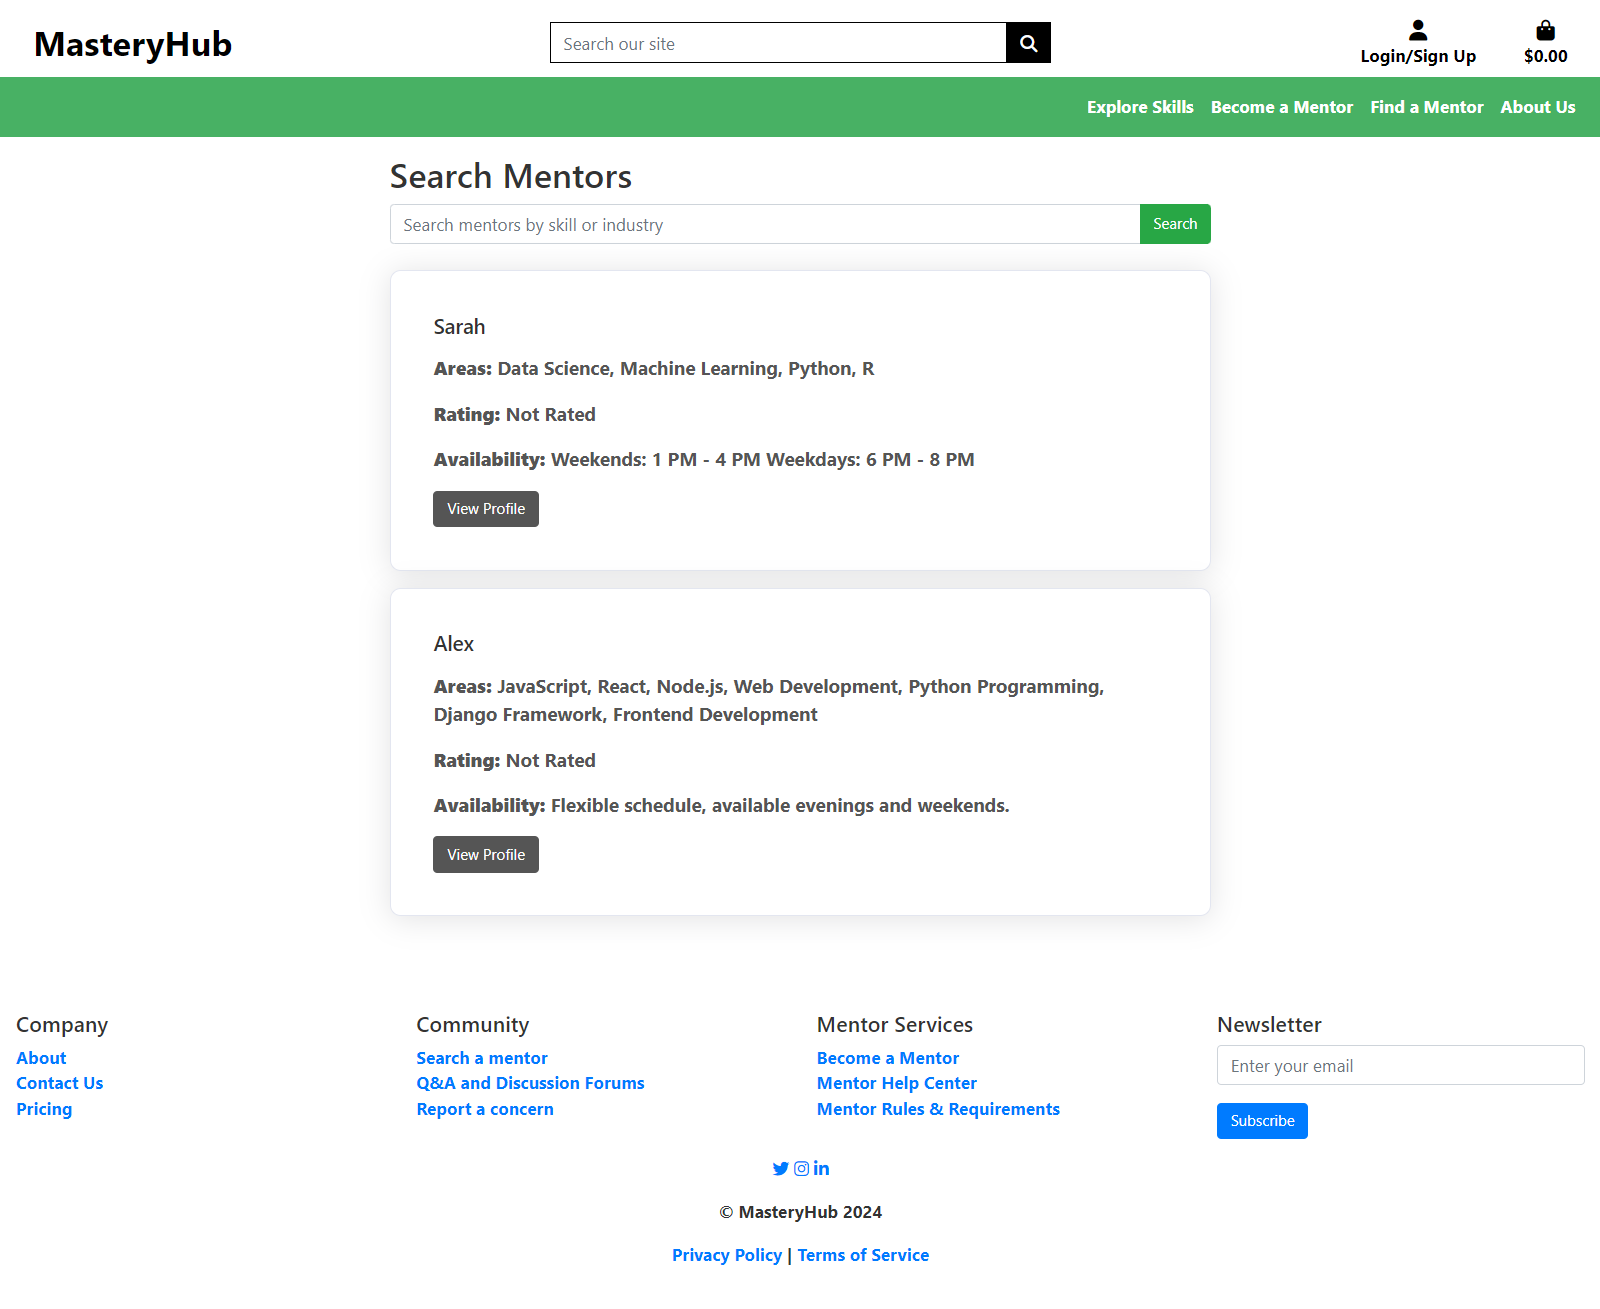 MasteryHub
Search our site
Login/Sign Up
$0.00
Explore Skills
Become a Mentor
Find a Mentor
About Us
Search Mentors
Search mentors by skill or industry
Search
Sarah
Areas: Data Science, Machine Learning, Python, R
Rating: Not Rated
Availability: Weekends: 1 PM - 4 PM Weekdays: 6 PM - 8 PM
View Profile
Alex
Areas: JavaScript, React, Node.js, Web Development, Python Programming,
Django Framework, Frontend Development
Rating: Not Rated
Availability: Flexible schedule, available evenings and weekends.
View Profile
Company
About
Contact Us
Pricing
Community
Search a mentor
Q&A and Discussion Forums
Report a concern
Mentor Services
Become a Mentor
Mentor Help Center
Mentor Rules & Requirements
Newsletter
Enter your email
Subscribe
© MasteryHub 2024
Privacy Policy | Terms of Service